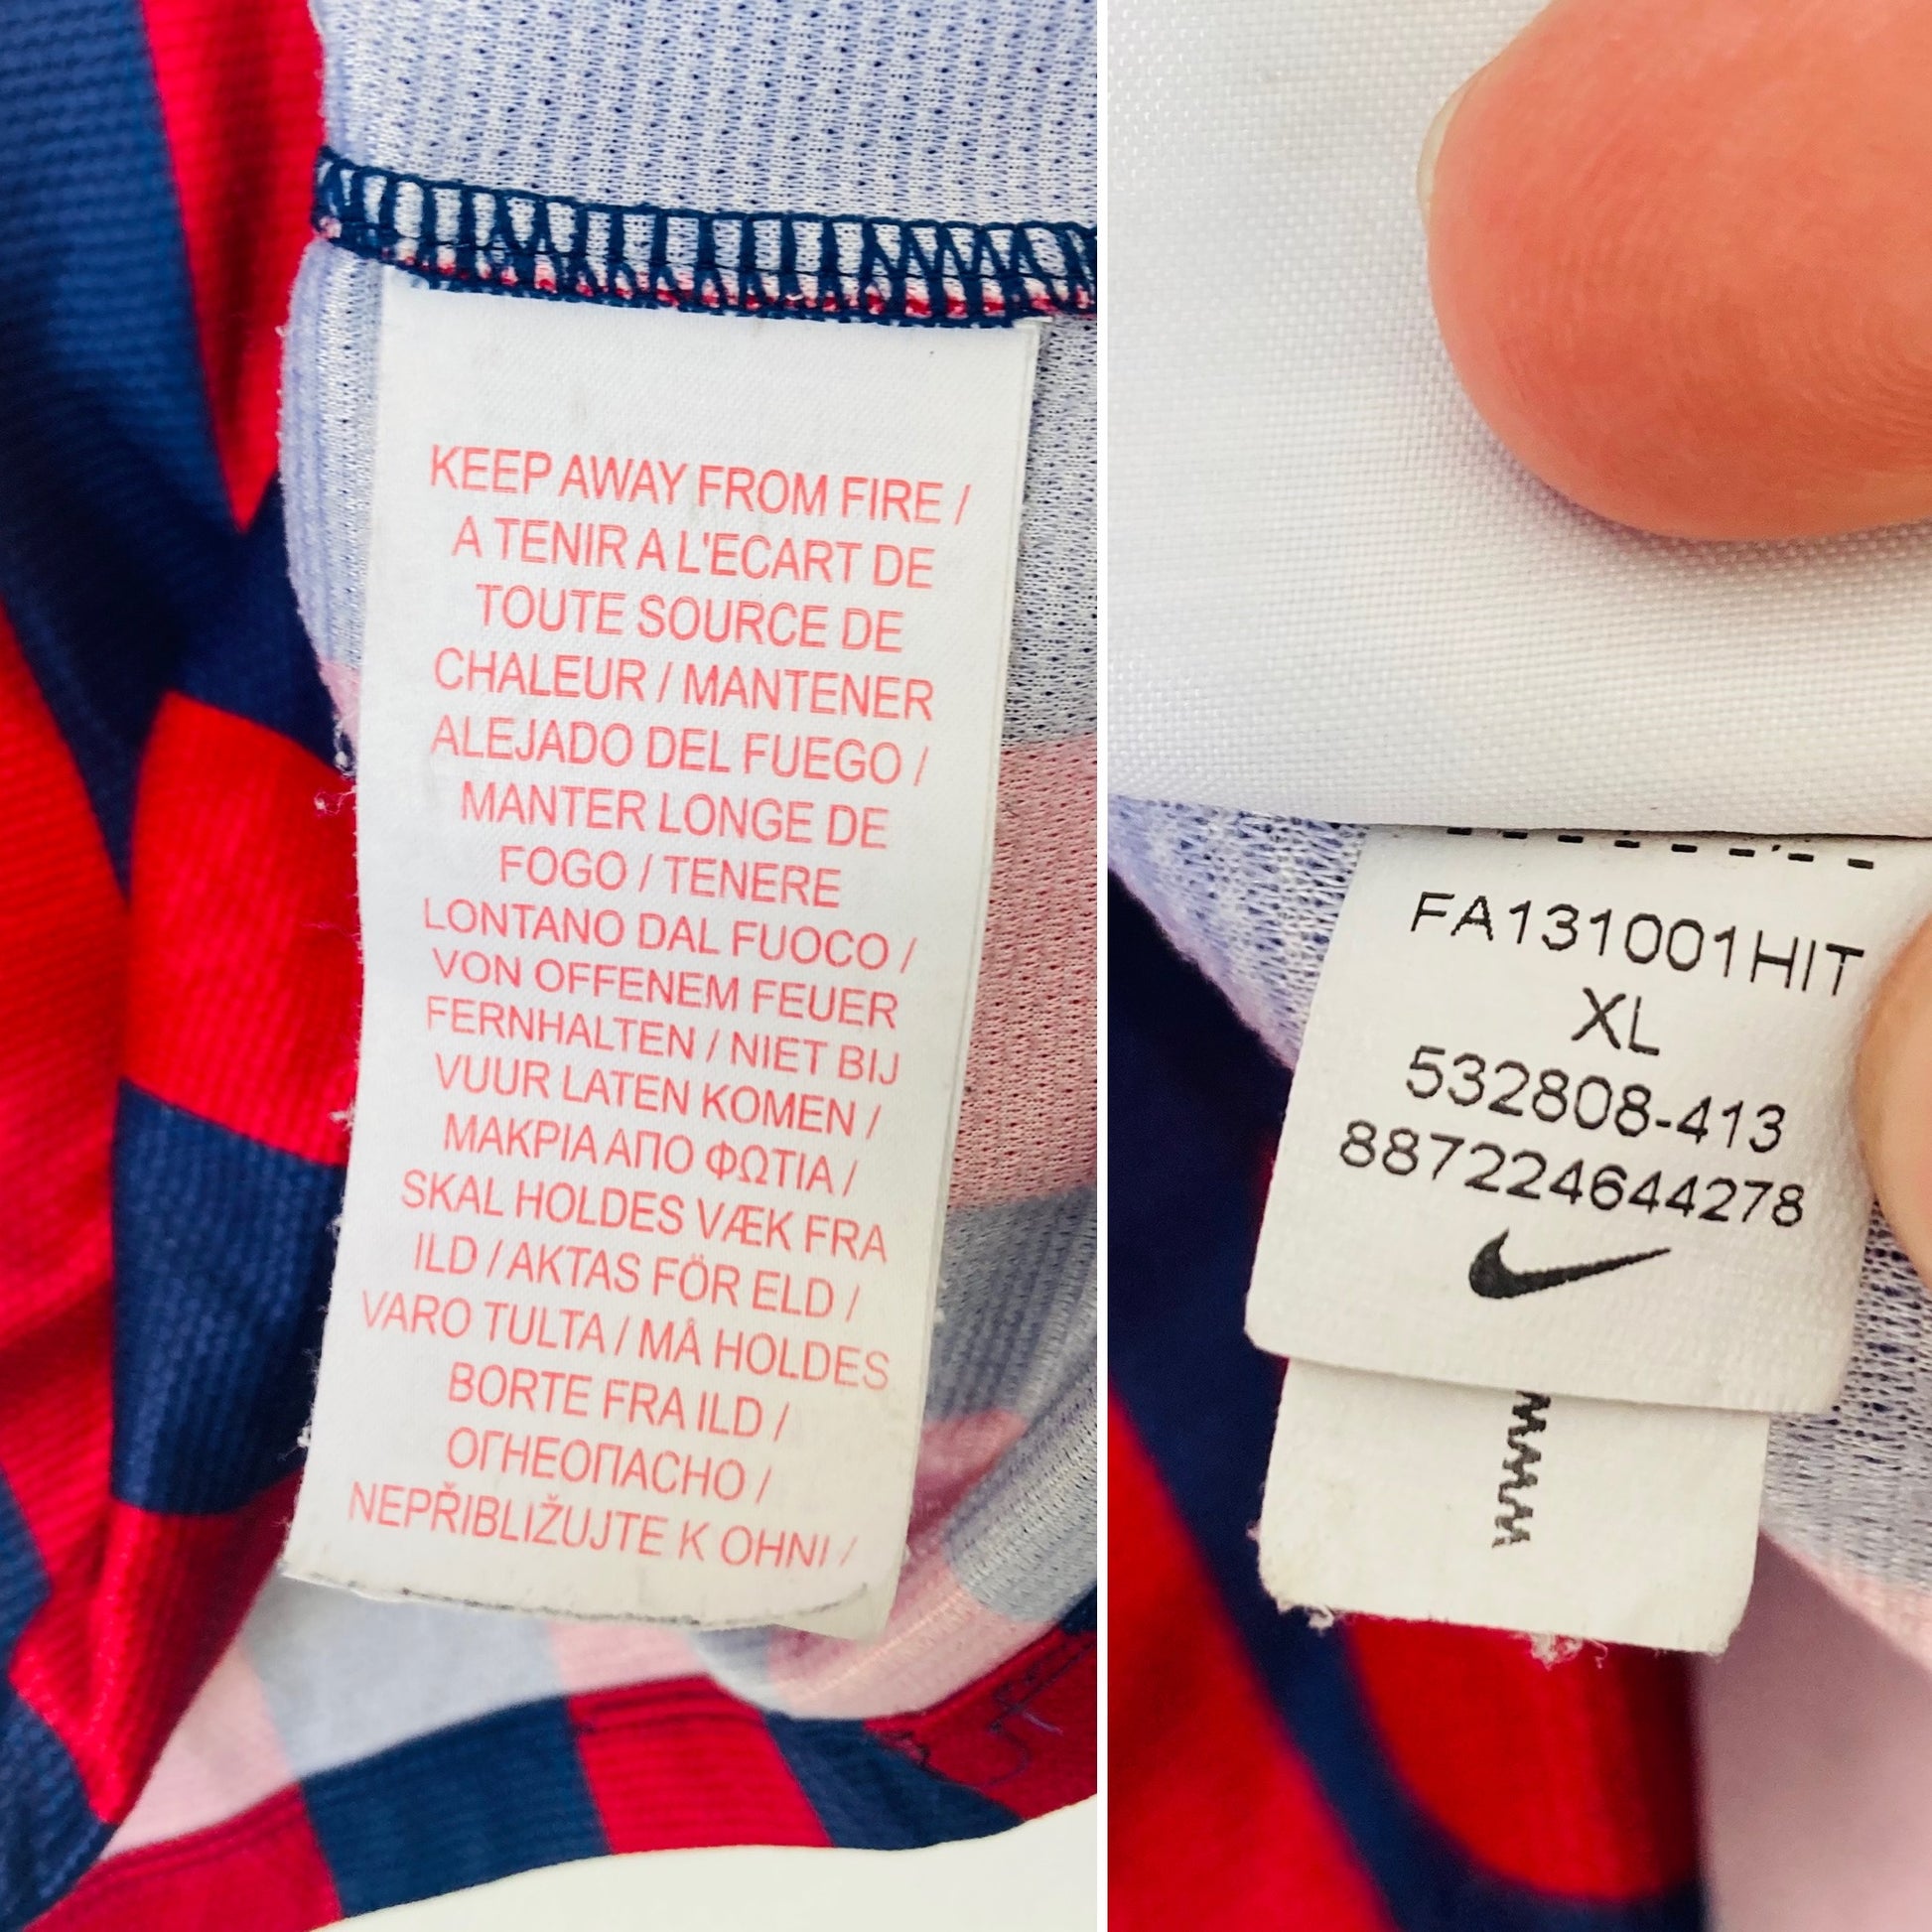 KEEP AWAY FROM FIRE /
A TENIR A L'ECART DE
TOUTE SOURCE DE
CHALEUR / MANTENER
ALEJADO DEL FUEGO /
MANTER LONGE DE
FOGO / TENERE
LONTANO DAL FUOCO /
VON OFFENEM FEUER
FERNHALTEN / NIET BIJ
VUUR LATEN KOMEN /
ΜΑΚΡΙΑ ΑΠΟ ΦΩΤΙΑ /
SKAL HOLDES VÆK FRA
ILD / AKTAS FÖR ELD /
VARO TULTA / MÅ HOLDES
BORTE FRA ILD /
ОГНЕОПАСНО /
NEPŘIBLIŽUJTE K OHNI /
FA131001HIT
XL
532808-413
887224644278